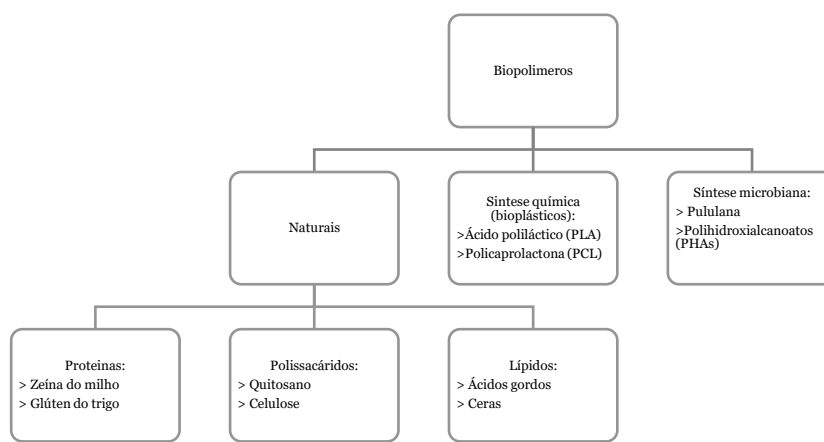 Biopolimeros
Naturais
Sintese química
(bioplásticos):
>Ácido poliláctico (PLA)
>Policaprolactona (PCL)
Síntese microbiana:
> Pululana
>Polihidroxialcanoatos
(PHAs)
Proteinas:
> Zeína do milho
> Glúten do trigo
Polissacáridos:
> Quitosano
> Celulose
Lípidos:
> Ácidos gordos
> Ceras